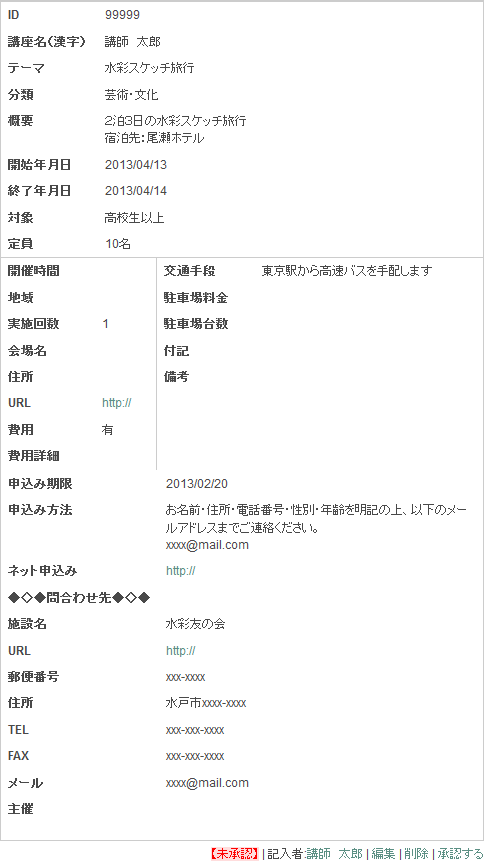 ID 99999
講座名(漢字) 講師 太郎
テーマ 水彩スケッチ旅行
分類 芸術・文化
概要 2泊3日の水彩スケッチ旅行
宿泊先：尾瀬ホテル
開始年月日 2013/04/13
終了年月日 2013/04/14
対象 高校生以上
定員 10名
開催時間
地域
実施回数 1
会場名
住所
URL http://
費用 有
費用詳細
交通手段 東京駅から高速バスを手配します
駐車場料金
駐車場台数
付記
備考
申込み期限 2013/02/20
申込み方法 お名前・住所・電話番号・性別・年齢を明記の上、以下のメー
ルアドレスまでご連絡ください。
xxxx@mail.com
ネット申込み http://
◆◇◆問合わせ先◆◇◆
施設名 水彩友の会
URL http://
郵便番号 xxx-xxxx
住所 水戸市xxxx-xxxx
TEL xxx-xxx-xxxx
FAX xxx-xxx-xxxx
メール xxxx@mail.com
主催
【未承認】 | 記入者:講師 太郎 | 編集 | 削除 | 承認する